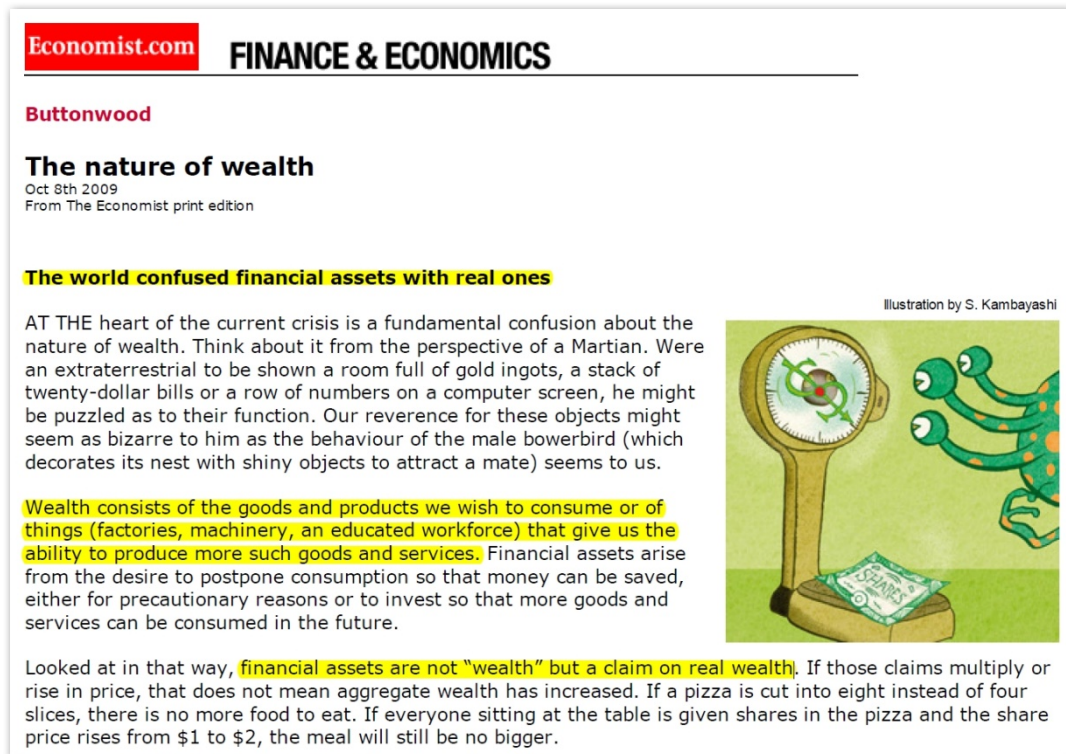 Economist.com
FINANCE & ECONOMICS
Buttonwood
The nature of wealth
Oct 8th 2009
From The Economist print edition
The world confused financial assets with real ones
Illustration by S. Kambayashi
AT THE heart of the current crisis is a fundamental confusion about the
nature of wealth. Think about it from the perspective of a Martian. Were
an extraterrestrial to be shown a room full of gold ingots, a stack of
twenty-dollar bills or a row of numbers on a computer screen, he might
be puzzled as to their function. Our reverence for these objects might
seem as bizarre to him as the behaviour of the male bowerbird (which
decorates its nest with shiny objects to attract a mate) seems to us.
Wealth consists of the goods and products we wish to consume or of
things (factories, machinery, an educated workforce) that give us the
ability to produce more such goods and services. Financial assets arise
from the desire to postpone consumption so that money can be saved,
either for precautionary reasons or to invest so that more goods and
services can be consumed in the future.
SHARES
Looked at in that way, financial assets are not “wealth” but a claim on real wealth. If those claims multiply or
rise in price, that does not mean aggregate wealth has increased. If a pizza is cut into eight instead of four
slices, there is no more food to eat. If everyone sitting at the table is given shares in the pizza and the share
price rises from $1 to $2, the meal will still be no bigger.